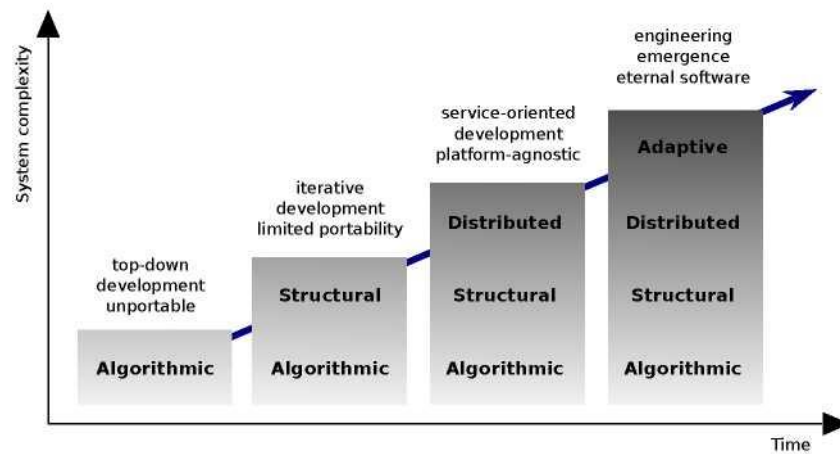 System complexity
top-down
development
unportable
Algorithmic
iterative
development
limited portability
Structural
Algorithmic
service-oriented
development
platform-agnostic
Distributed
Structural
Algorithmic
engineering
emergence
eternal software
Adaptive
Distributed
Structural
Algorithmic
Time